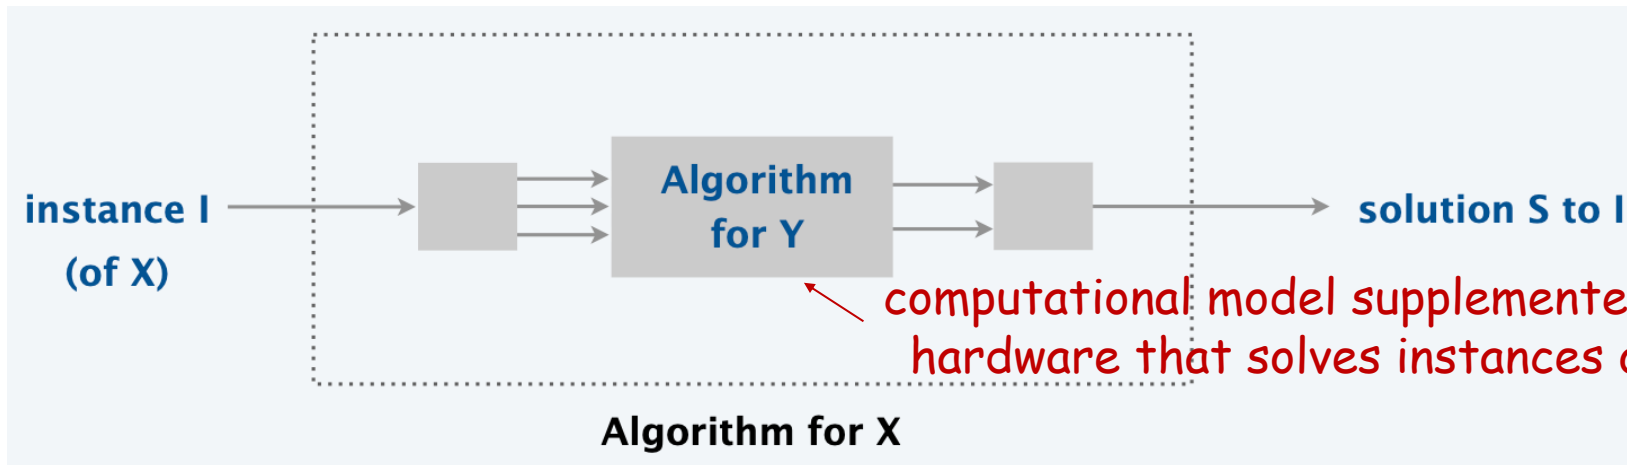 instance I
(of X)
Algorithm
for Y
solution S to I
computational model supplemente
hardware that solves instances
Algorithm for X